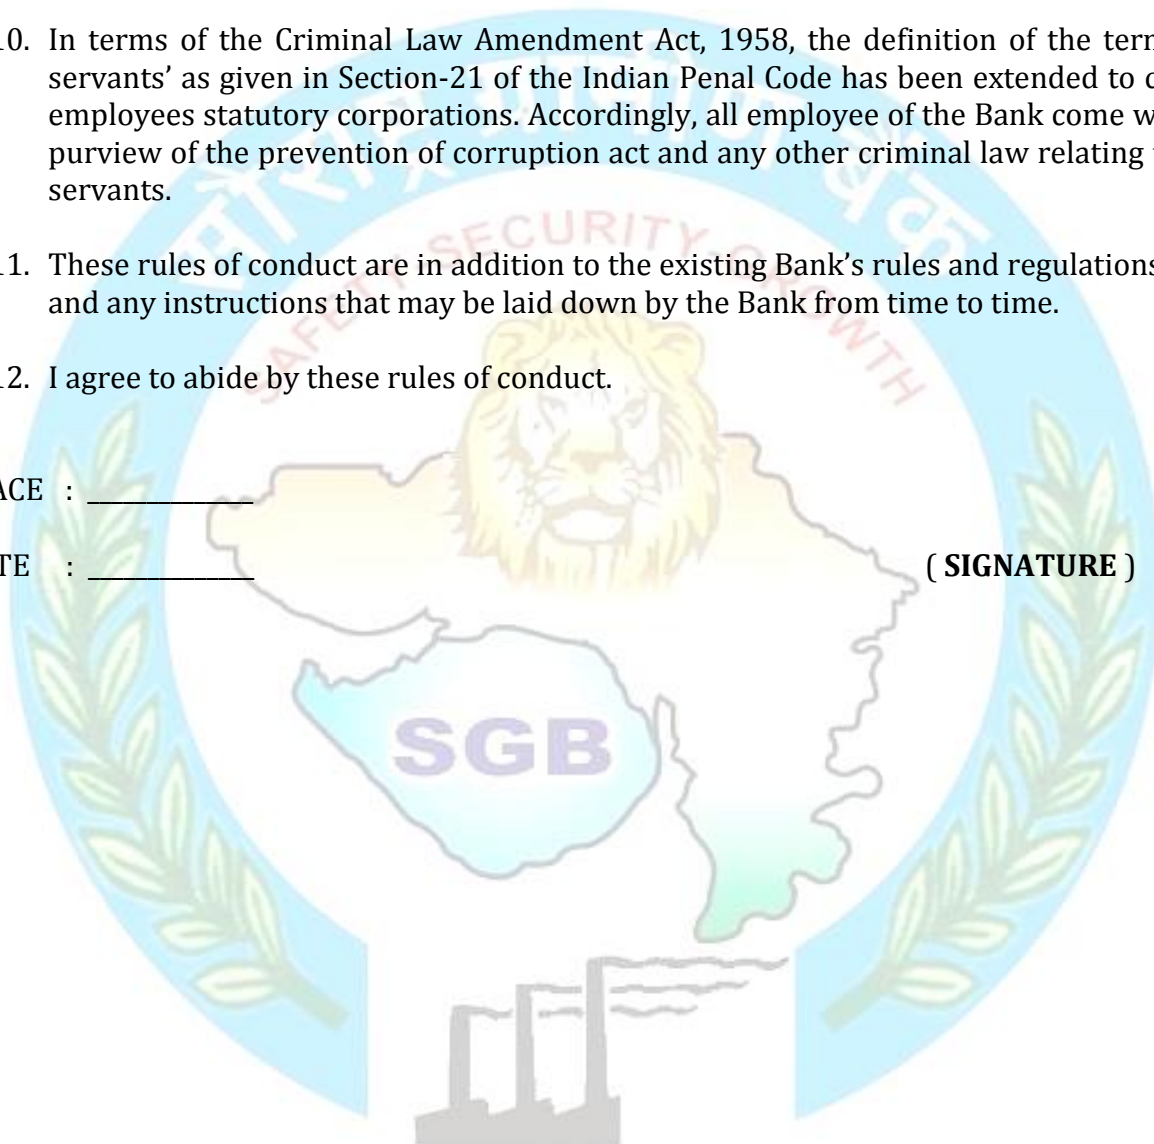 10. In terms of the Criminal Law Amendment Act, 1958, the definition of the term
servants’ as given in Section-21 of the Indian Penal Code has been extended to
employees statutory corporations. Accordingly, all employee of the Bank come
purview of the prevention of corruption act and any other criminal law relating
servants.
11. These rules of conduct are in addition to the existing Bank’s rules and regulations
and any instructions that may be laid down by the Bank from time to time.
12. I agree to abide by these rules of conduct.
ACE : ______________
TE : ______________ ( SIGNATURE )
सौराष्ट्र ग्रामीण बैंक
SAFETY-SECURITY-GROWTH
SGB